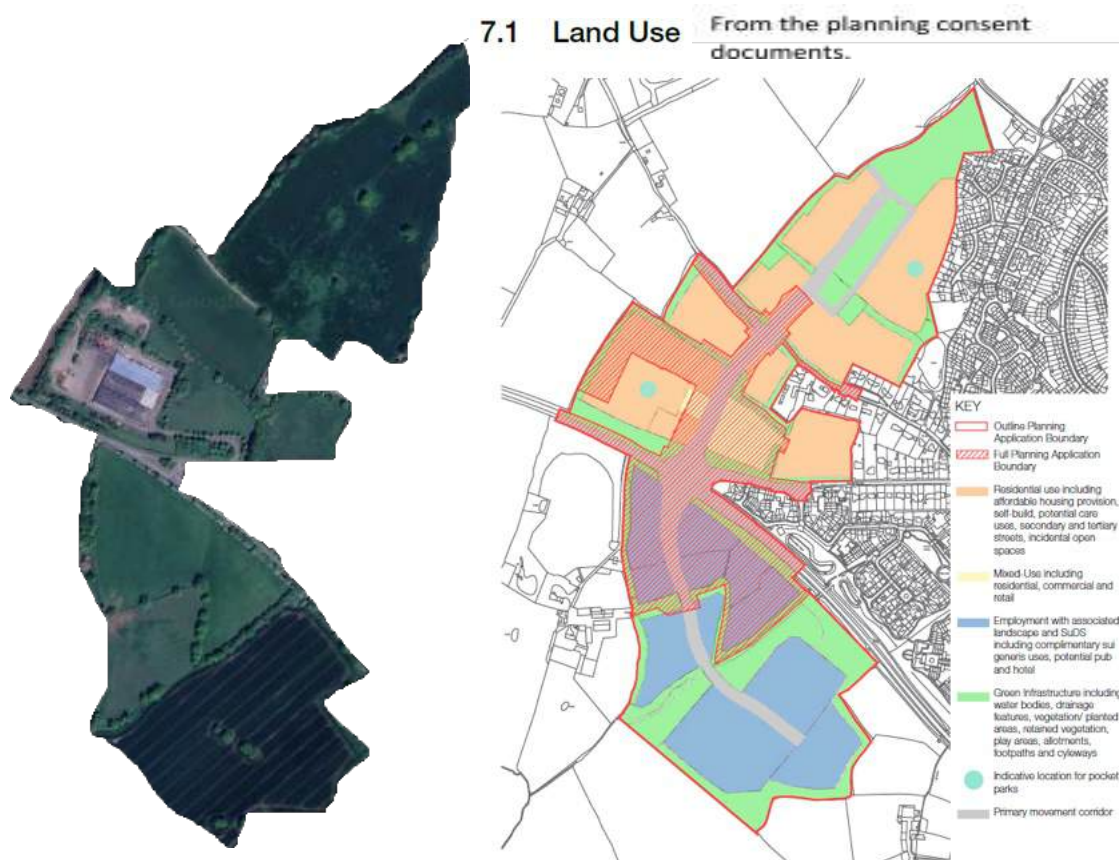 7.1 Land Use
From the planning consent
documents.
KEY
Outline Planning
Application Boundary
Full Planning Application
Boundary
Residential use including
affordable housing provision,
self-build, potential care
uses, secondary and tertiary
streets, incidental open
spaces
Mixed-Use including
residential, commercial and
retail
Employment with associated
landscape and SuDS
including complimentary sui
generis uses, potential pub
and hotel
Green Infrastructure including
water bodies, drainage
features, vegetation/ planted
areas, retained vegetation,
play areas, allotments,
footpaths and cyleways
Indicative location for pocket
parks
Primary movement corridor